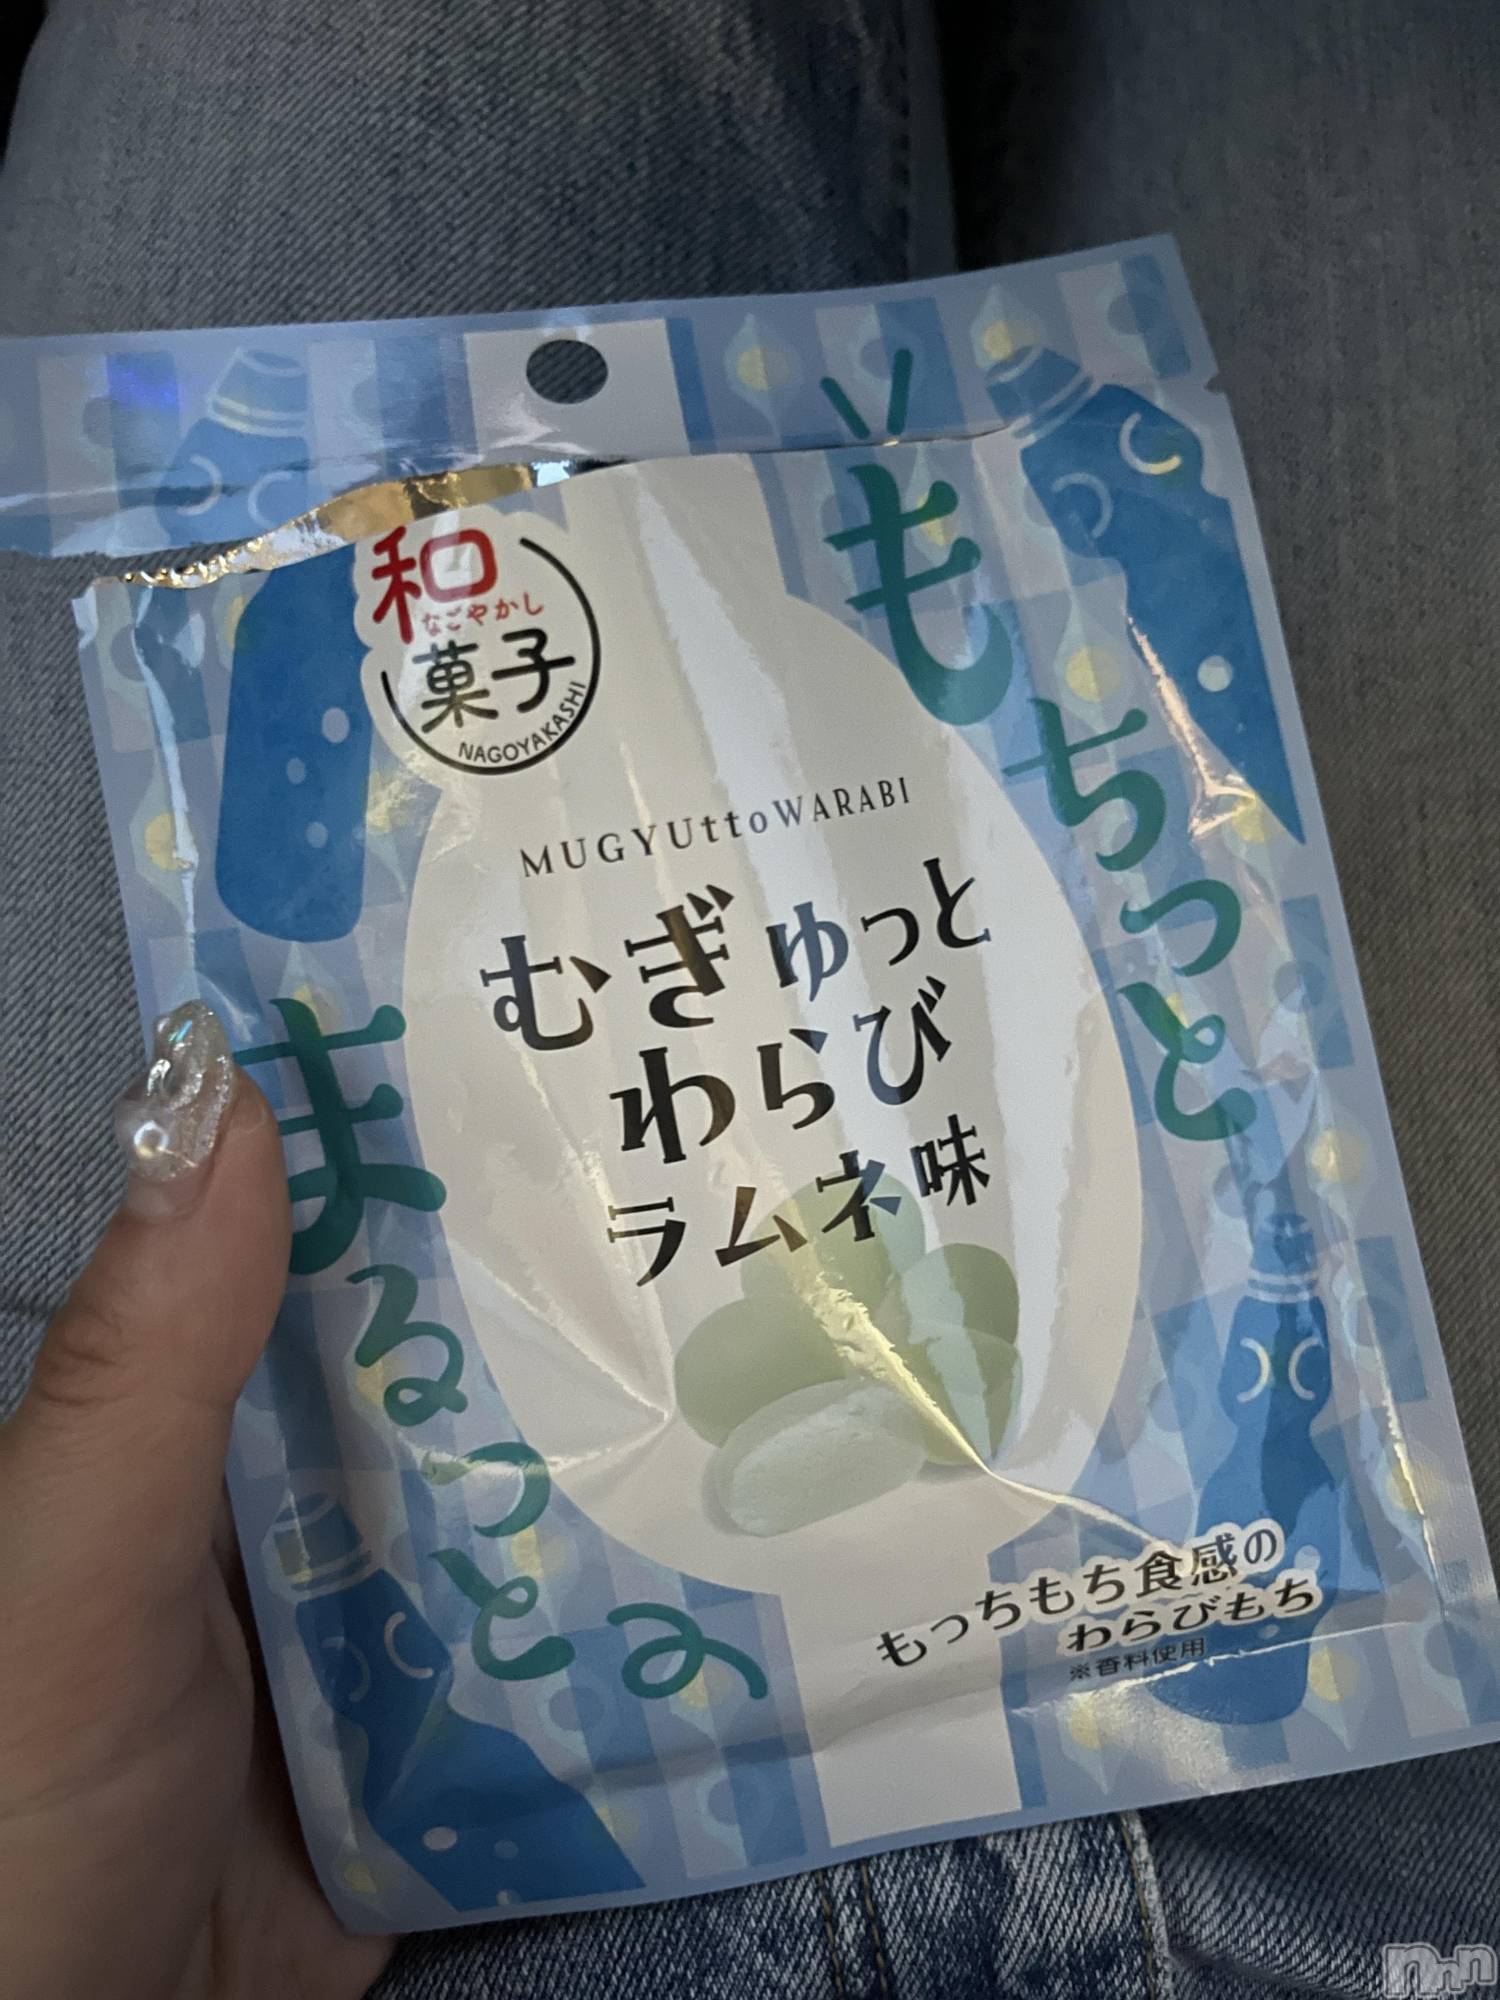 和
なごやかし
菓子
NAGOYAKASHI
もちっと
MUGYUttoWARABI
むぎゅっと
わらび
ラムネ味
まるっと
もっちもち食感の
わらびもち
※香料使用